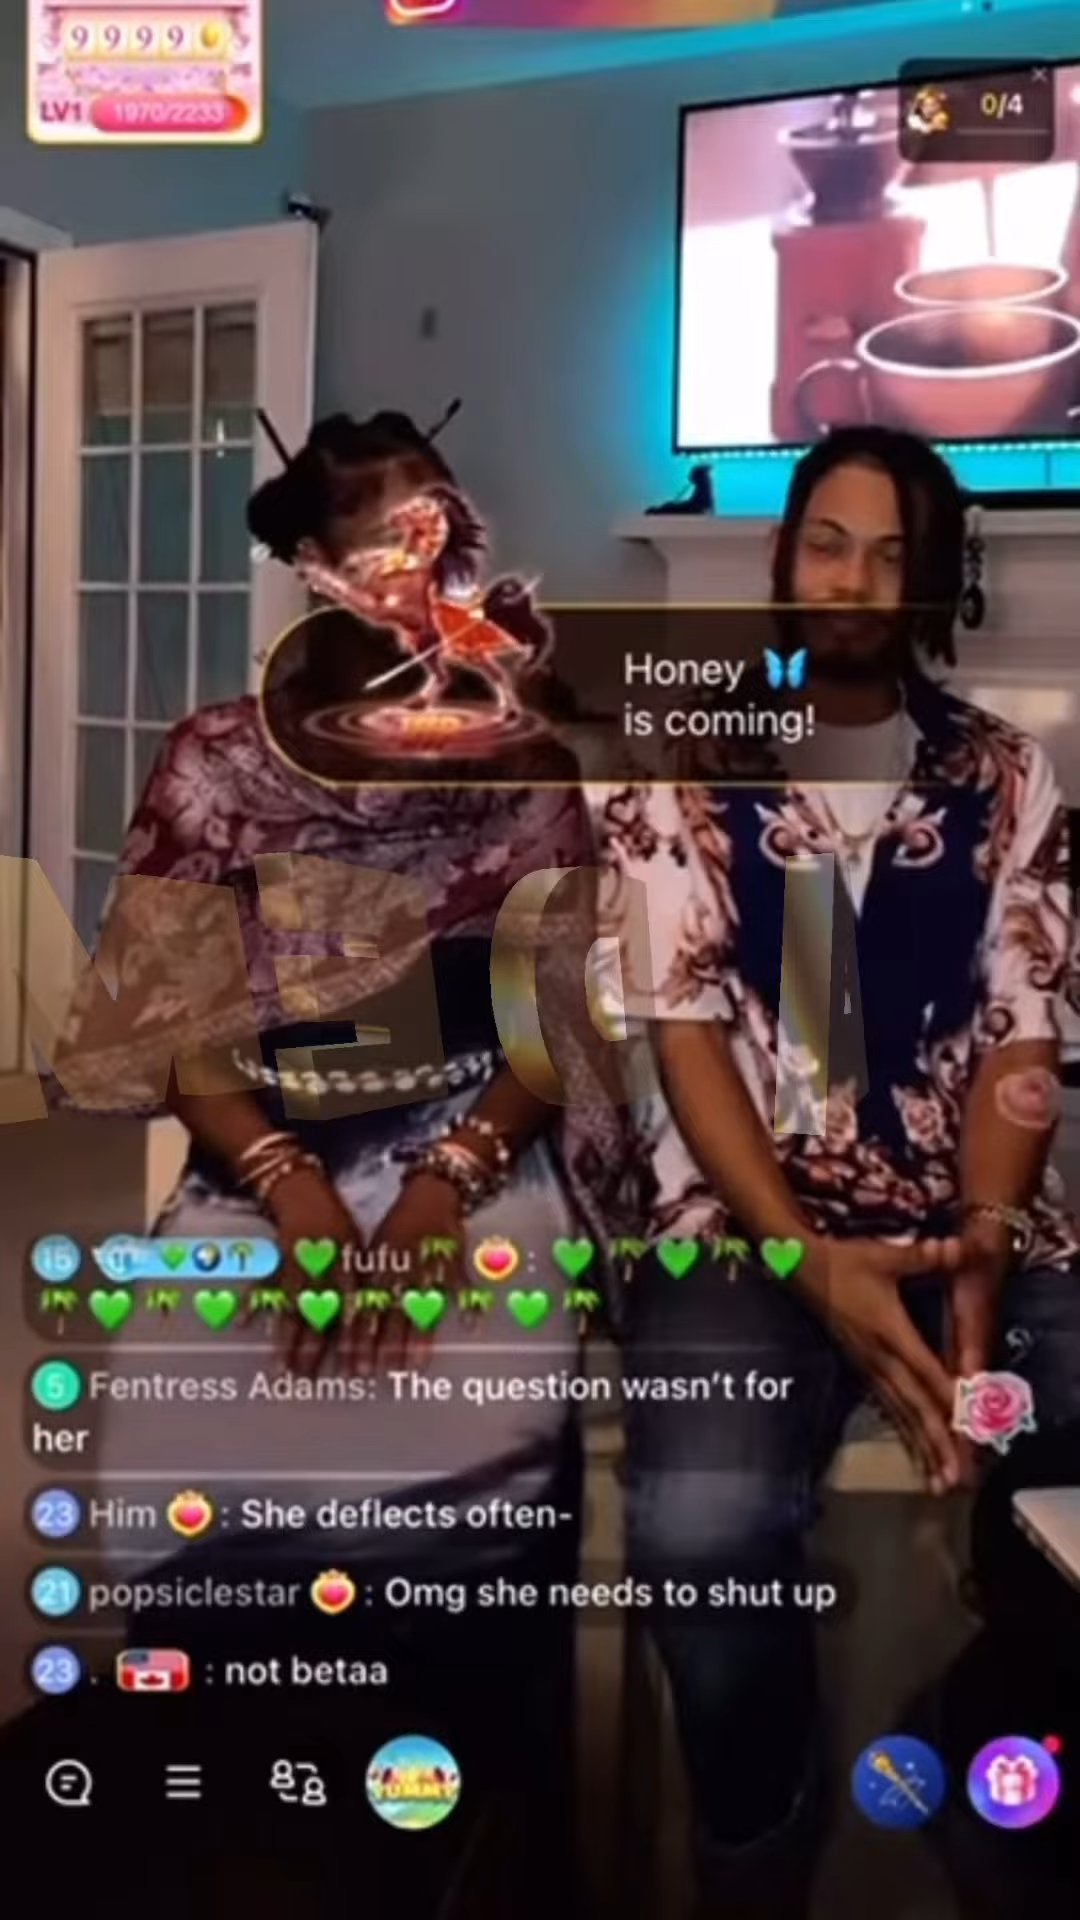 9999
LV1 1970/2233
0/4
Honey 🦋
is coming!
MEDI
15 💚🌍🌴 💚fufu🌴 : 💚🌴💚🌴💚
🌴💚🌴💚🌴💚🌴💚🌴💚🌴
5 Fentress Adams: The question wasn't for
her
23 Him : She deflects often-
21 popsiclestar : Omg she needs to shut up
23 . : not betaa